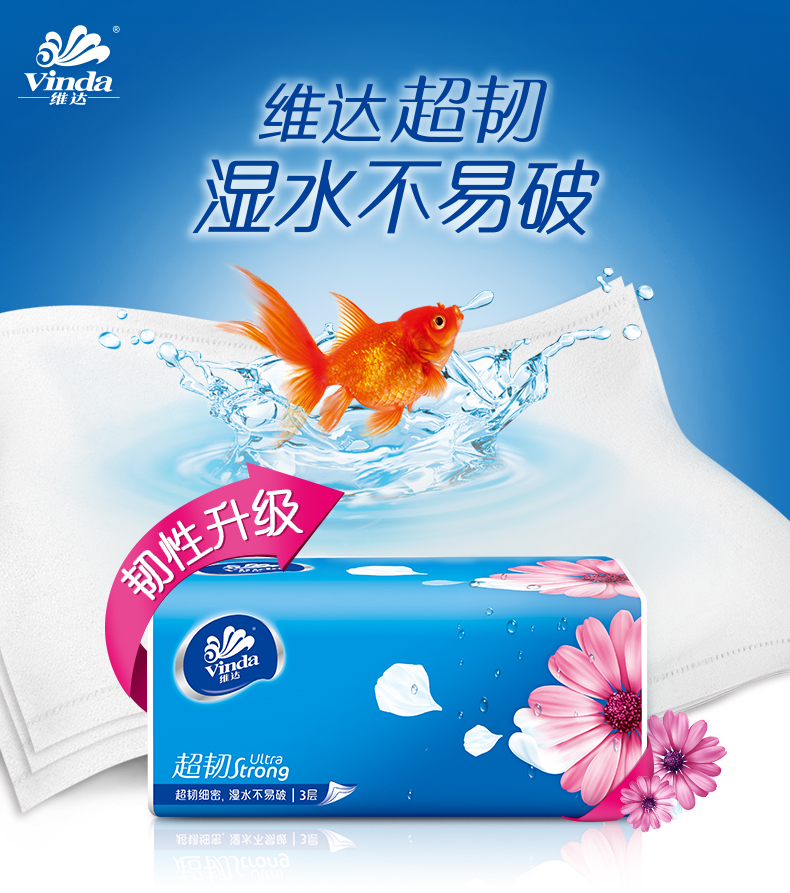 ®
Vinda
维达
维达超韧
湿水不易破
韧性升级
Vinda
维达
超韧 Ultra Strong
超韧细密, 湿水不易破 | 3层